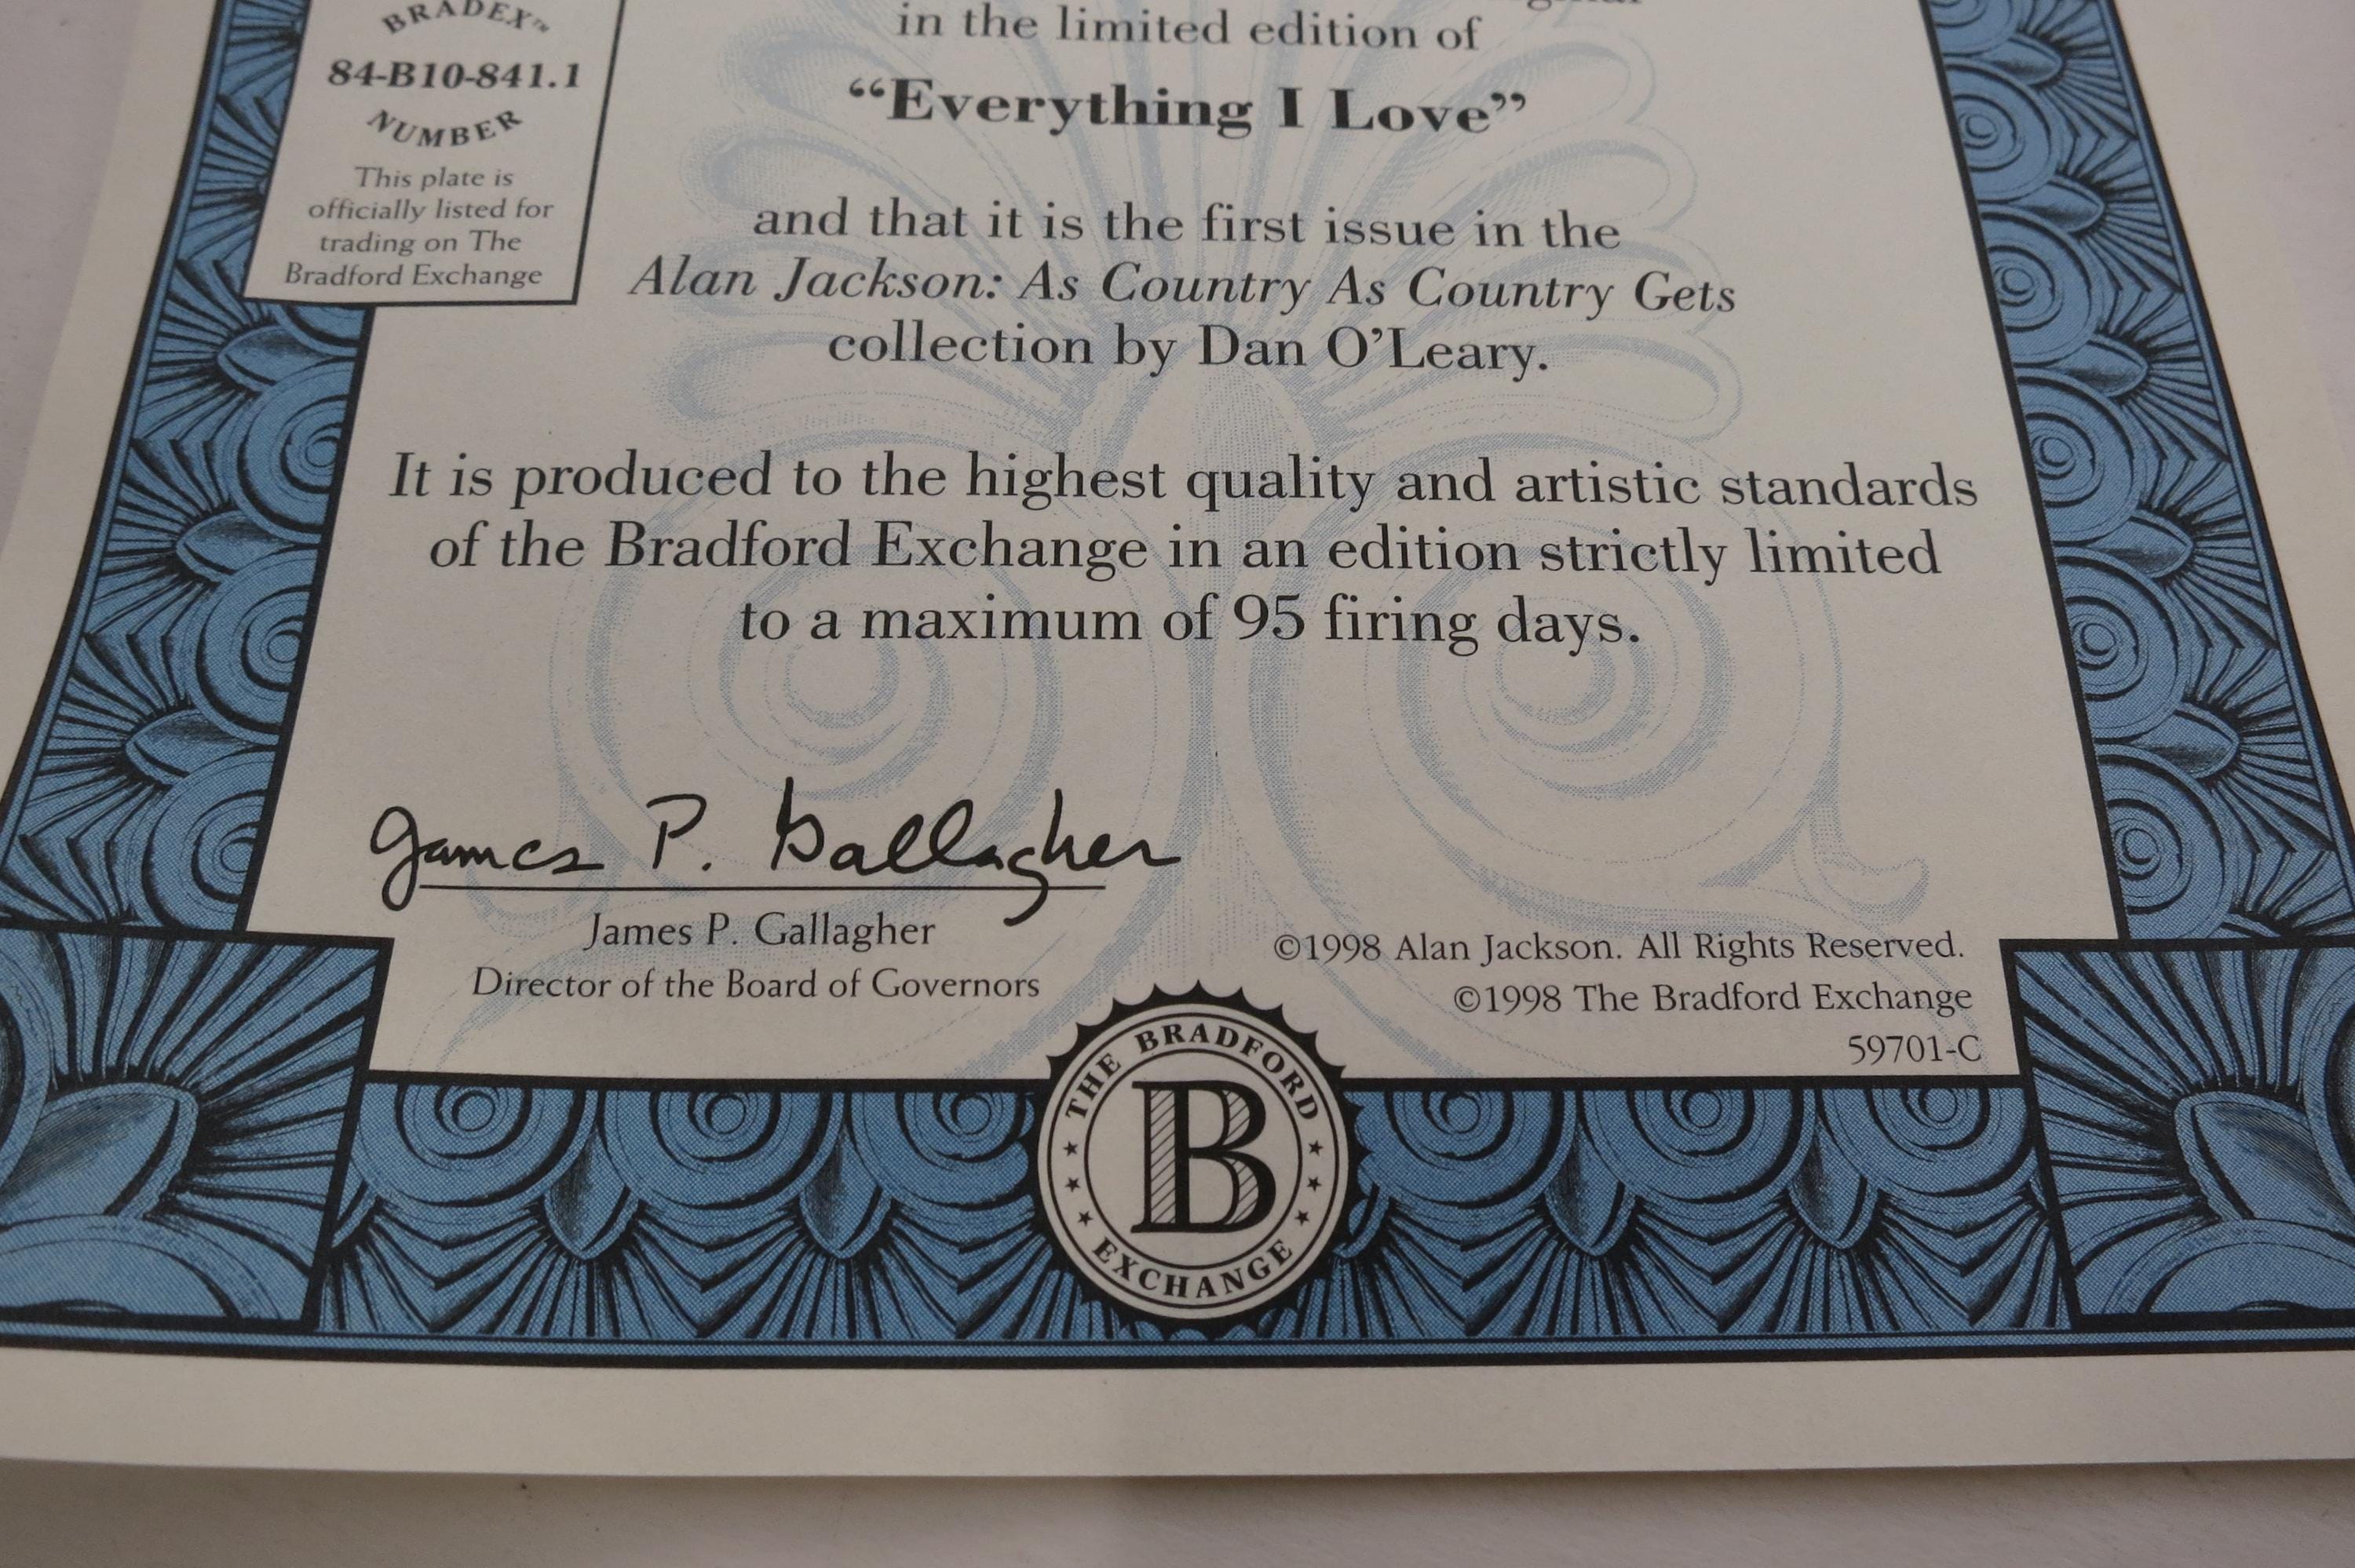 BRADEX™
84-B10-841.1
NUMBER
This plate is
officially listed for
trading on The
Bradford Exchange
in the limited edition of
“Everything I Love”
and that it is the first issue in the
Alan Jackson: As Country As Country Gets
collection by Dan O’Leary.
It is produced to the highest quality and artistic standards
of the Bradford Exchange in an edition strictly limited
to a maximum of 95 firing days.
James P. Gallagher
James P. Gallagher
Director of the Board of Governors
©1998 Alan Jackson. All Rights Reserved.
©1998 The Bradford Exchange
59701-C
THE BRADFORD
B
EXCHANGE